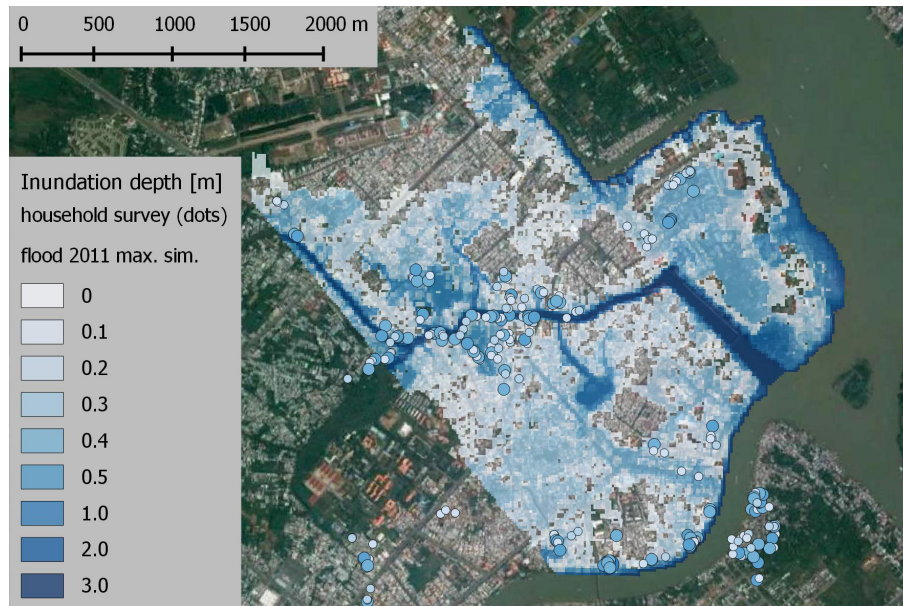 0 500 1000 1500 2000 m
Inundation depth [m]
household survey (dots)
flood 2011 max. sim.
0
0.1
0.2
0.3
0.4
0.5
1.0
2.0
3.0